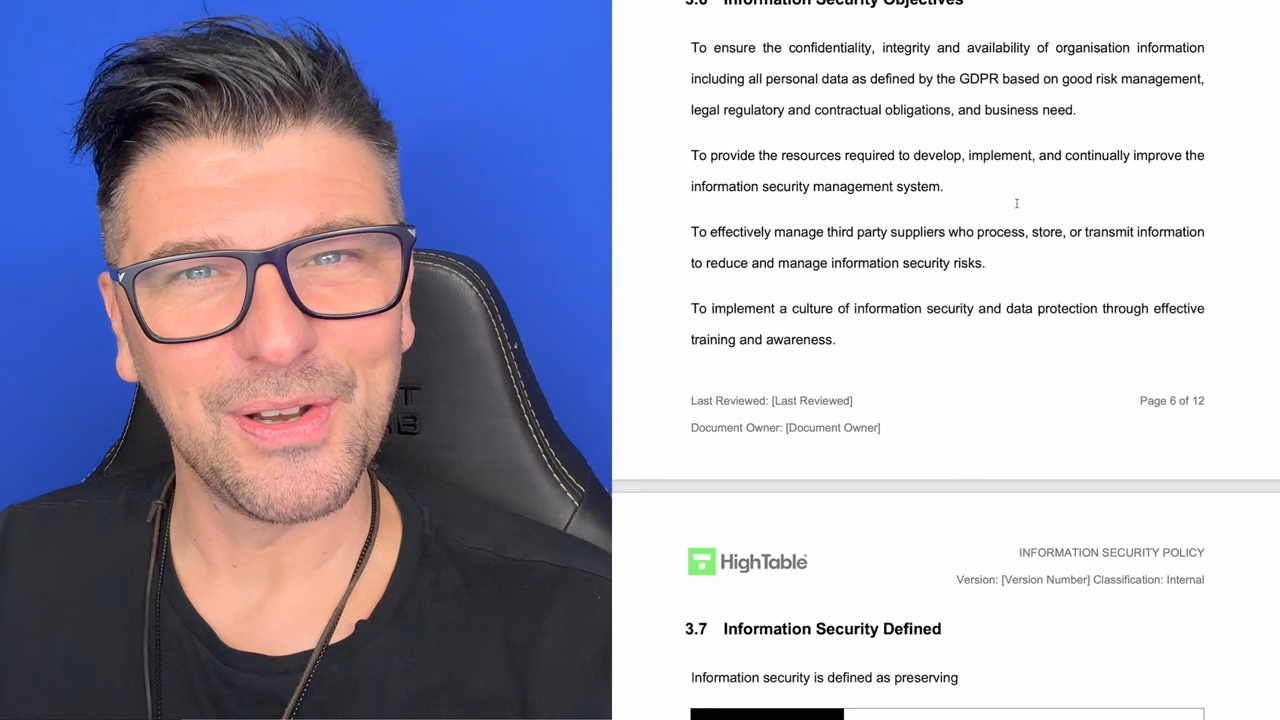 3.6 Information Security Objectives
To ensure the confidentiality, integrity and availability of organisation information
including all personal data as defined by the GDPR based on good risk management,
legal regulatory and contractual obligations, and business need.
To provide the resources required to develop, implement, and continually improve the
information security management system.
To effectively manage third party suppliers who process, store, or transmit information
to reduce and manage information security risks.
To implement a culture of information security and data protection through effective
training and awareness.
Last Reviewed: [Last Reviewed] Page 6 of 12
Document Owner: [Document Owner]
HighTable
INFORMATION SECURITY POLICY
Version: [Version Number] Classification: Internal
3.7 Information Security Defined
Information security is defined as preserving